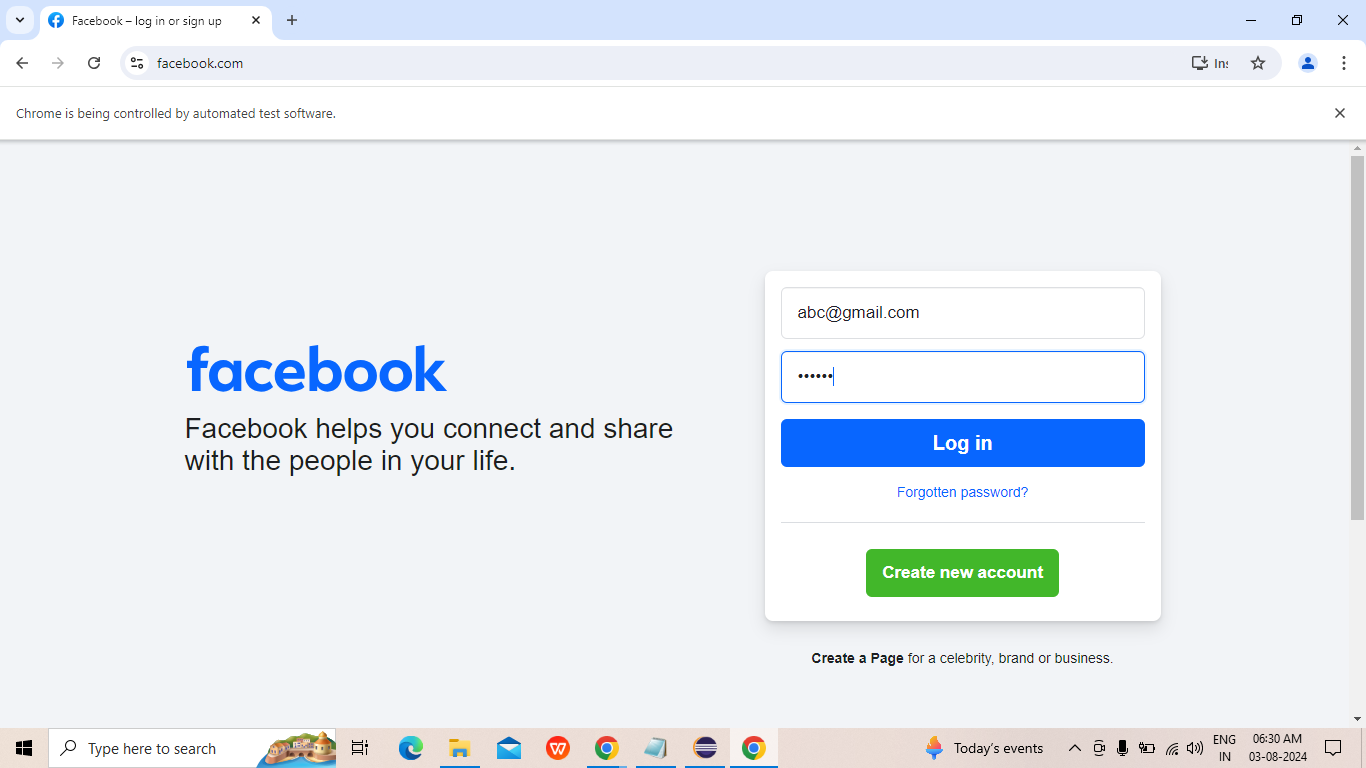 Facebook – log in or sign up
facebook.com
Ins
Chrome is being controlled by automated test software.
facebook
Facebook helps you connect and share
with the people in your life.
abc@gmail.com
••••••
Log in
Forgotten password?
Create new account
Create a Page for a celebrity, brand or business.
Type here to search
Today's events
ENG
IN
06:30 AM
03-08-2024